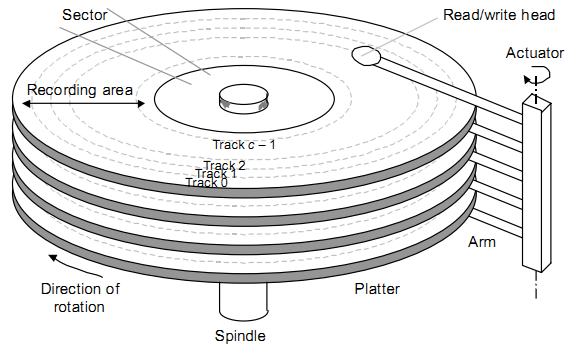 Sector
Read/write head
Actuator
Recording area
Track c – 1
Track 2
Track 1
Track 0
Arm
Direction of
rotation
Platter
Spindle